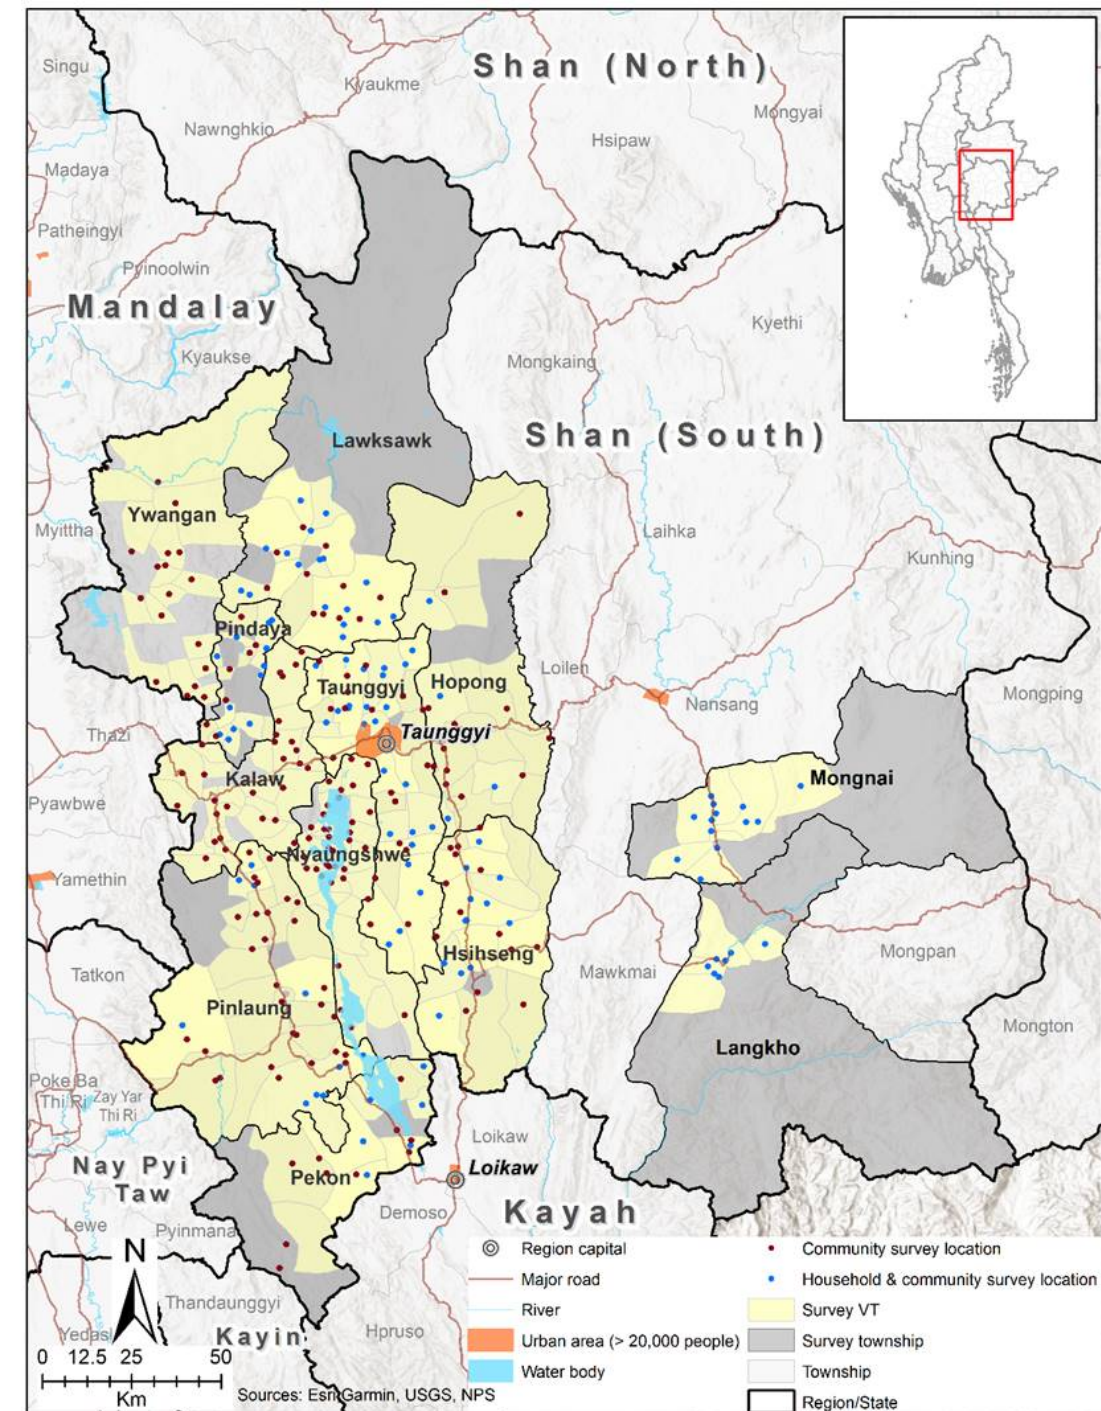 Shan (North)
Singu
Kyaukme
Mongyai
Nawnghkio
Hsipaw
Madaya
Patheingyi
Pyinoolwin
Mandalay
Kyethi
Kyaukse
Mongkaing
Lawksawk
Shan (South)
Ywangan
Myittha
Laihka
Kunhing
Pindaya
Loilen
Taunggyi
Hopong
Mongping
Nansang
Thazi
Taunggyi
Kalaw
Mongnai
Pyawbwe
Nyaungshwe
Yamethin
Hsihseng
Mongpan
Tatkon
Mawkmai
Pinlaung
Mongton
Langkho
Poke Ba
Thi Ri
Zay Yar
Thi Ri
Loikaw
Nay Pyi
Taw
Pekon
Loikaw
Demoso
Kayah
Lewe
Pyinmana
N
Thandaunggyi
Kayin
Hpruso
0 12.5 25 50
Km
Sources: Esri Garmin, USGS, NPS
Region capital
Major road
River
Urban area (> 20,000 people)
Water body
Community survey location
Household & community survey location
Survey VT
Survey township
Township
Region/State